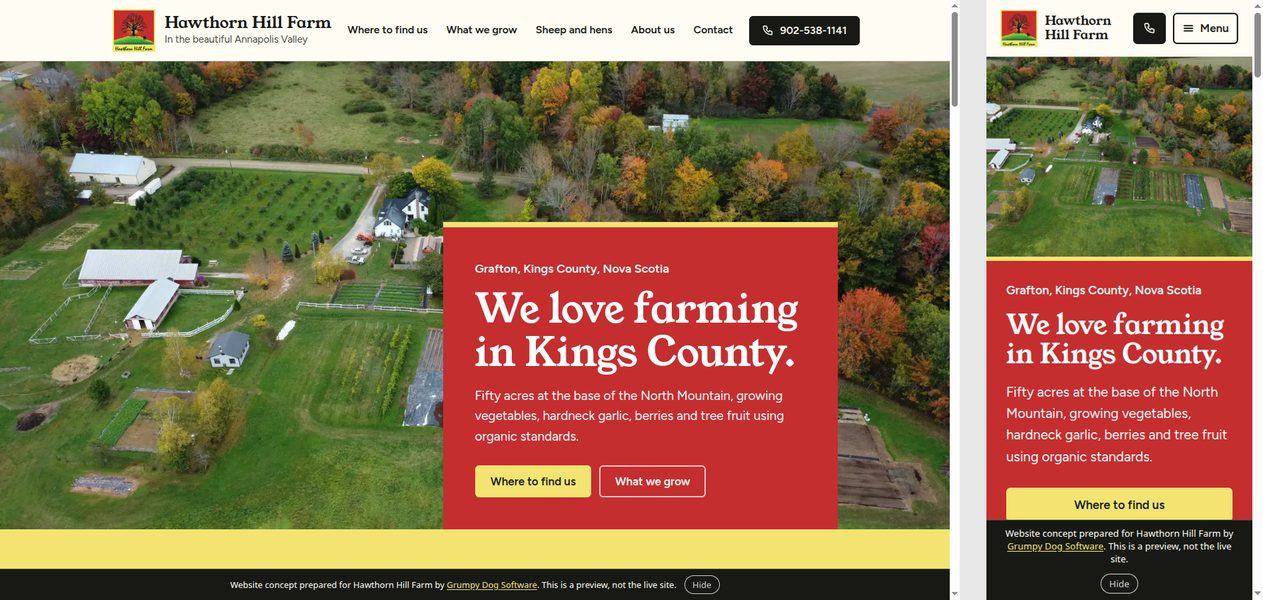 Hawthorn Hill Farm
Hawthorn Hill Farm
In the beautiful Annapolis Valley
Where to find us
What we grow
Sheep and hens
About us
Contact
902-538-1141
Grafton, Kings County, Nova Scotia
We love farming
in Kings County.
Fifty acres at the base of the North Mountain, growing
vegetables, hardneck garlic, berries and tree fruit using
organic standards.
Where to find us
What we grow
Website concept prepared for Hawthorn Hill Farm by Grumpy Dog Software. This is a preview, not the live site.
Hide
Hawthorn Hill Farm
Hawthorn
Hill Farm
Menu
Grafton, Kings County, Nova Scotia
We love farming
in Kings County.
Fifty acres at the base of the North
Mountain, growing vegetables,
hardneck garlic, berries and tree fruit
using organic standards.
Where to find us
Website concept prepared for Hawthorn Hill Farm by
Grumpy Dog Software. This is a preview, not the live
site.
Hide